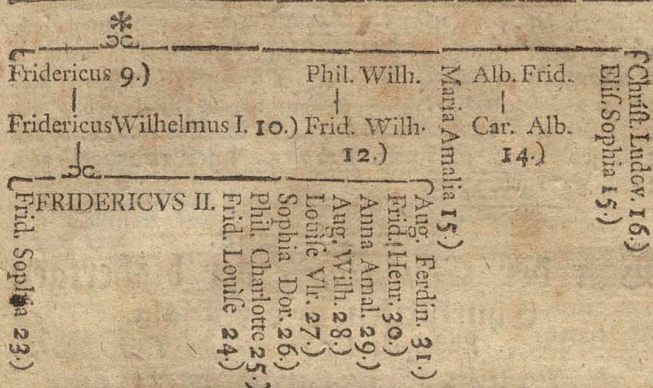 Fridericus 9.)
Phil. Wilh.
Maria Amalia 15.)
Alb. Frid.
Elis. Sophia 15.)
Christ. Ludov. 16.)
Fridericus Wilhelmus I. 10.)
Frid. Wilh.
12.)
Car. Alb.
14.)
Frid. Sophia 23.)
FRIDERICVS II.
Frid. Louise 24.)
Phil. Charlotte 25.)
Sophia Dor. 26.)
Louise Vlr. 27.)
Aug. Wilh. 28.)
Anna Amal. 29.)
Frid. Henr. 30.)
Aug. Ferdin. 31.)